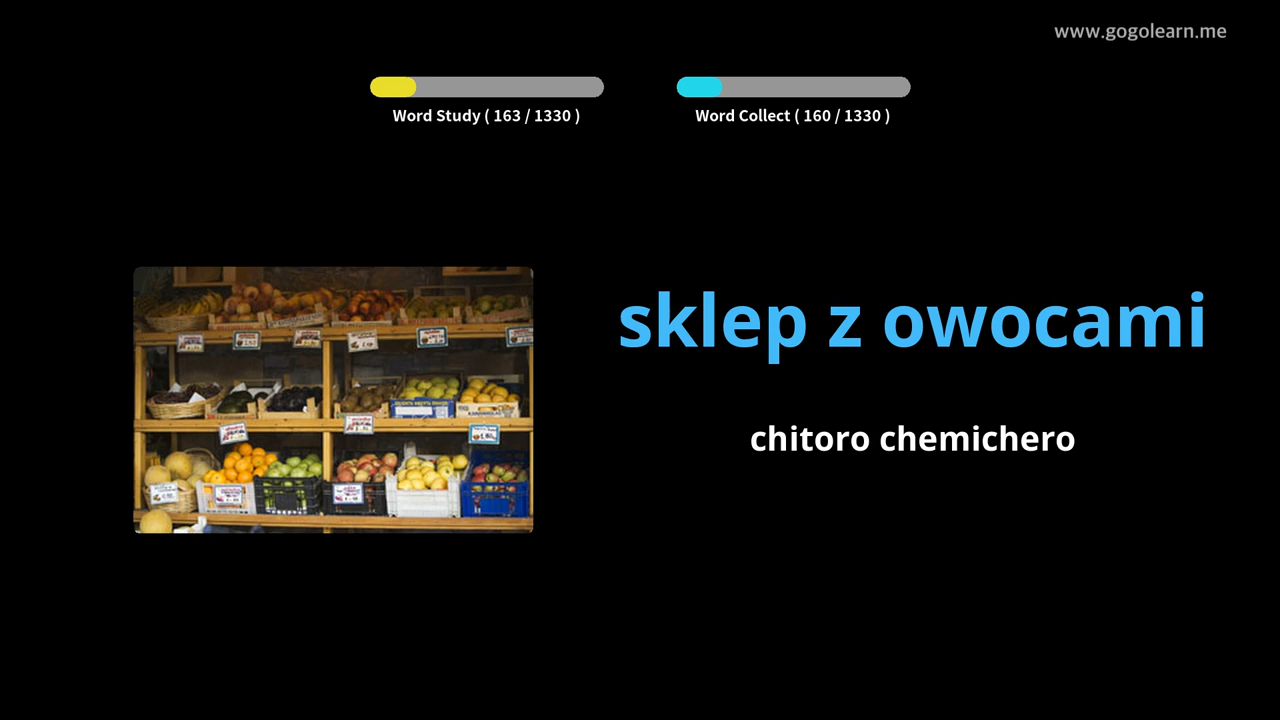 www.gogolearn.me
Word Study ( 163 / 1330 )
Word Collect ( 160 / 1330 )
sklep z owocami
chitoro chemichero